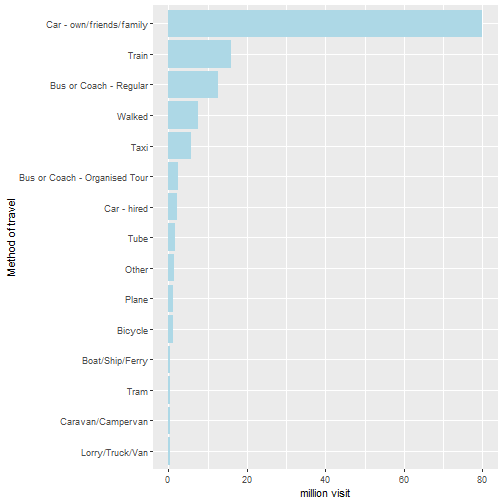 Car - own/friends/family
Train
Bus or Coach - Regular
Walked
Taxi
Bus or Coach - Organised Tour
Car - hired
Tube
Other
Plane
Bicycle
Boat/Ship/Ferry
Tram
Caravan/Campervan
Lorry/Truck/Van
Method of travel
0 20 40 60 80
million visit